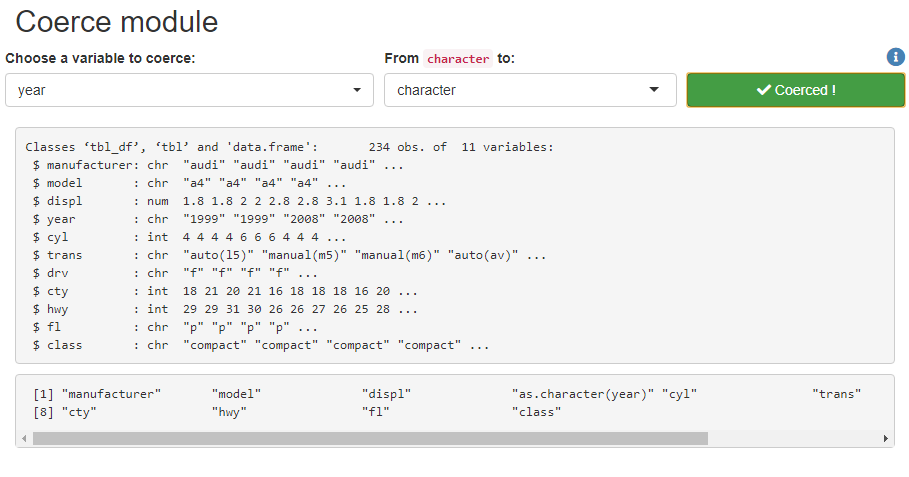 Coerce module
Choose a variable to coerce:
From character to:
year
character
Coerced !
Classes ‘tbl_df’, ‘tbl’ and 'data.frame':       234 obs. of  11 variables:
 $ manufacturer: chr  "audi" "audi" "audi" "audi" ...
 $ model       : chr  "a4" "a4" "a4" "a4" ...
 $ displ       : num  1.8 1.8 2 2 2.8 2.8 3.1 1.8 1.8 2 ...
 $ year        : chr  "1999" "1999" "2008" "2008" ...
 $ cyl         : int  4 4 4 4 6 6 6 4 4 4 ...
 $ trans       : chr  "auto(l5)" "manual(m5)" "manual(m6)" "auto(av)" ...
 $ drv         : chr  "f" "f" "f" "f" ...
 $ cty         : int  18 21 20 21 16 18 18 18 16 20 ...
 $ hwy         : int  29 29 31 30 26 26 27 26 25 28 ...
 $ fl          : chr  "p" "p" "p" "p" ...
 $ class       : chr  "compact" "compact" "compact" "compact" ...
 [1] "manufacturer"       "model"              "displ"              "as.character(year)" "cyl"                "trans"
 [8] "cty"                "hwy"                "fl"                 "class"